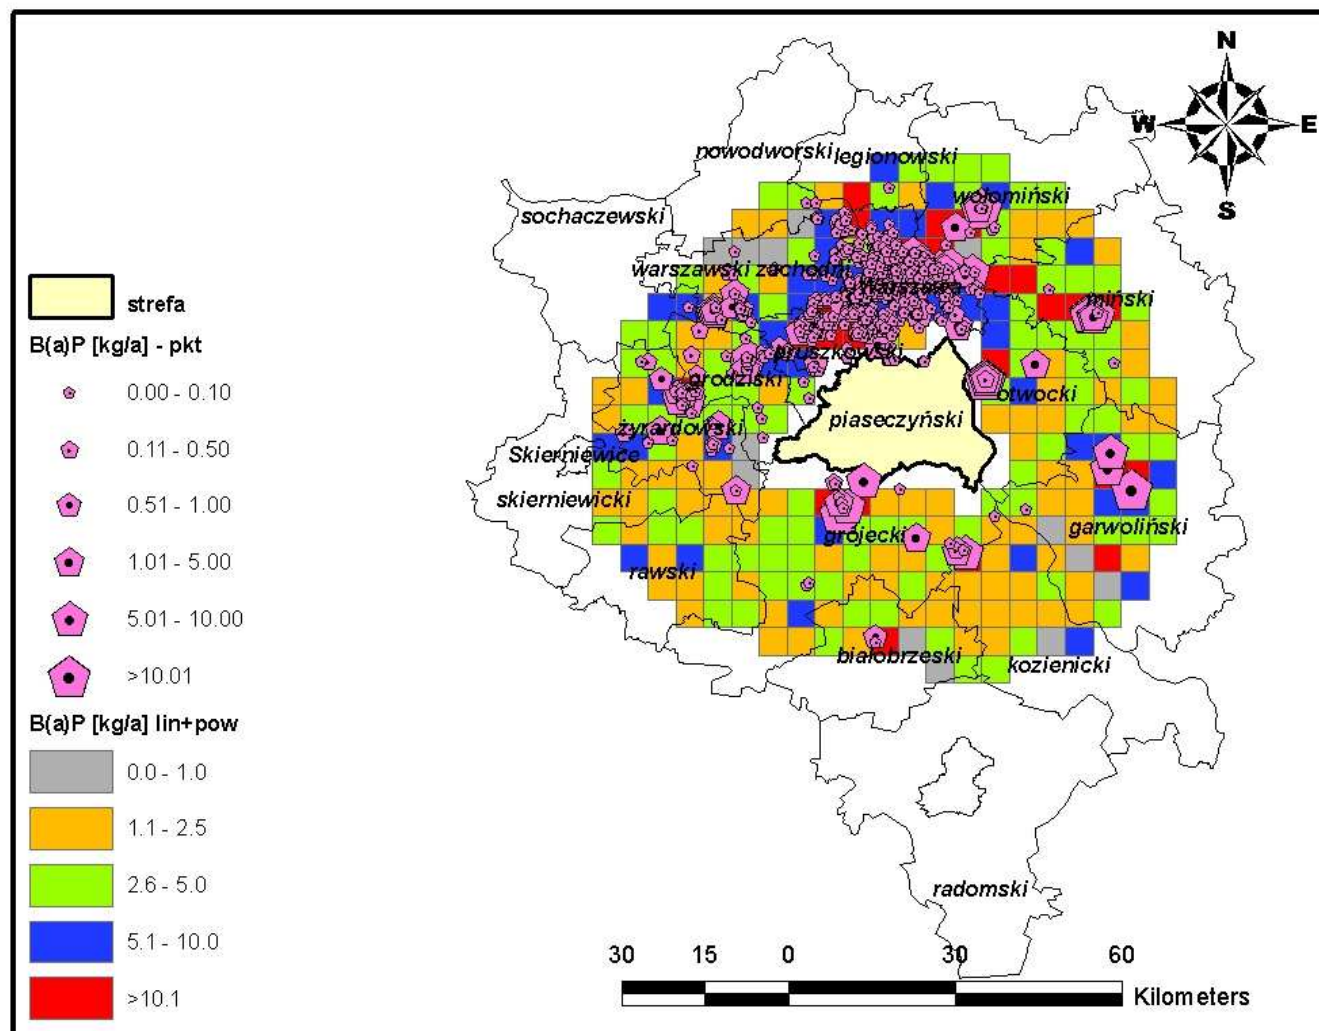 N
W
E
S
nowodworski
legionowski
wołomiński
sochaczewski
warszawski zachodni
Warszawa
miński
pruszkowski
grodziski
otwocki
piaseczyński
żyrardowski
Skierniewice
skierniewicki
garwoliński
grójecki
rawski
białobrzeski
kozienicki
radomski
strefa
B(a)P [kg/a] - pkt
0.00 - 0.10
0.11 - 0.50
0.51 - 1.00
1.01 - 5.00
5.01 - 10.00
>10.01
B(a)P [kg/a] lin+pow
0.0 - 1.0
1.1 - 2.5
2.6 - 5.0
5.1 - 10.0
>10.1
30 15 0 30 60
Kilometers